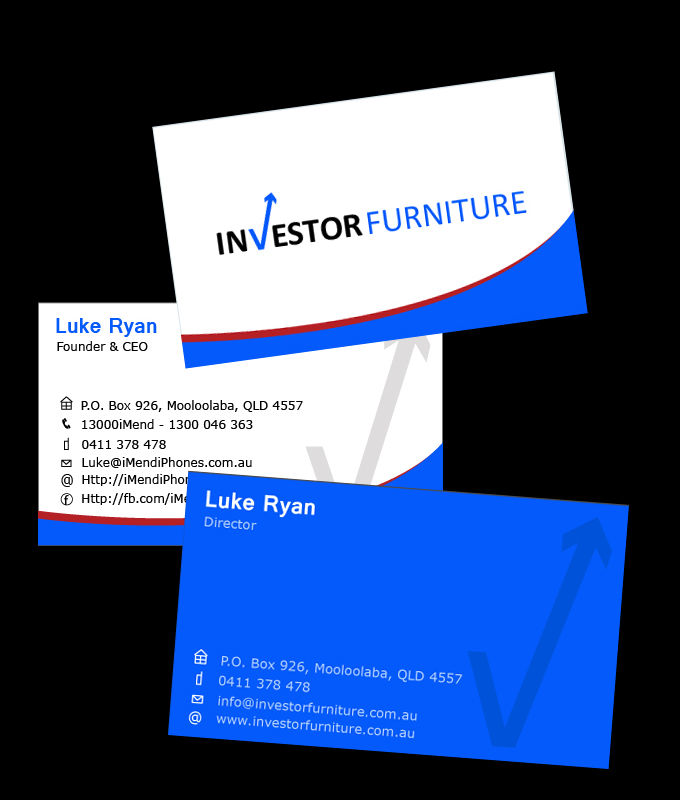 INVESTOR FURNITURE
Luke Ryan
Founder & CEO
P.O. Box 926, Mooloolaba, QLD 4557
13000iMend - 1300 046 363
0411 378 478
Luke@iMendiPhones.com.au
Http://iMendiPhon
Http://fb.com/iMe
Luke Ryan
Director
P.O. Box 926, Mooloolaba, QLD 4557
0411 378 478
info@investorfurniture.com.au
www.investorfurniture.com.au